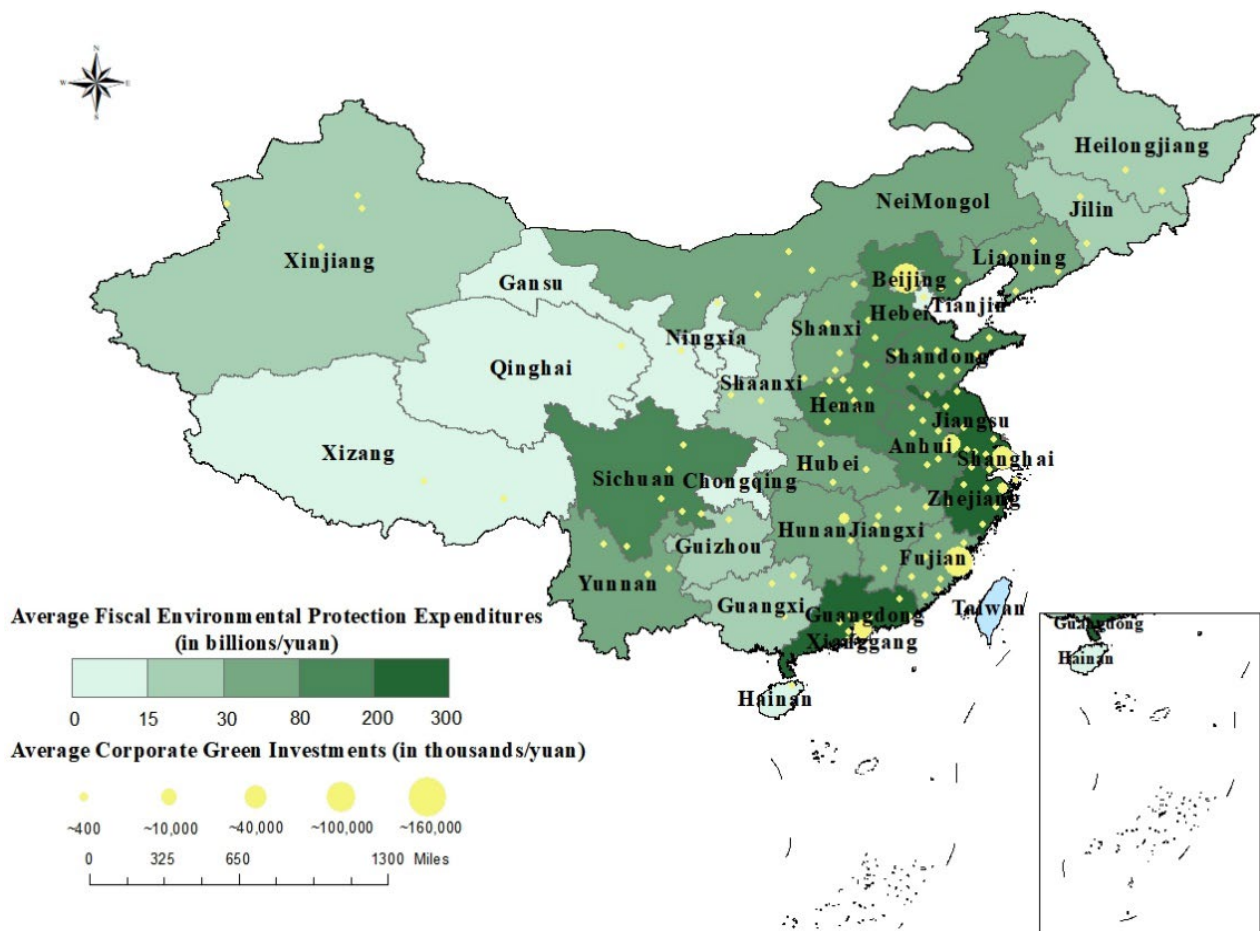 N
W
E
S
Heilongjiang
NeiMongol
Jilin
Xinjiang
Liaoning
Gansu
Beijing
Tianjin
Hebei
Ningxia
Shanxi
Qinghai
Shandong
Shaanxi
Henan
Jiangsu
Xizang
Anhui
Hubei
Shanghai
Sichuan
Chongqing
Zhejiang
Hunan
Jiangxi
Guizhou
Fujian
Yunnan
Guangxi
Taiwan
Guangdong
Xianggang
Hainan
Average Fiscal Environmental Protection Expenditures
(in billions/yuan)
0 15 30 80 200 300
Average Corporate Green Investments (in thousands/yuan)
~400 ~10,000 ~40,000 ~100,000 ~160,000
0 325 650 1300 Miles
Guangdong
Hainan